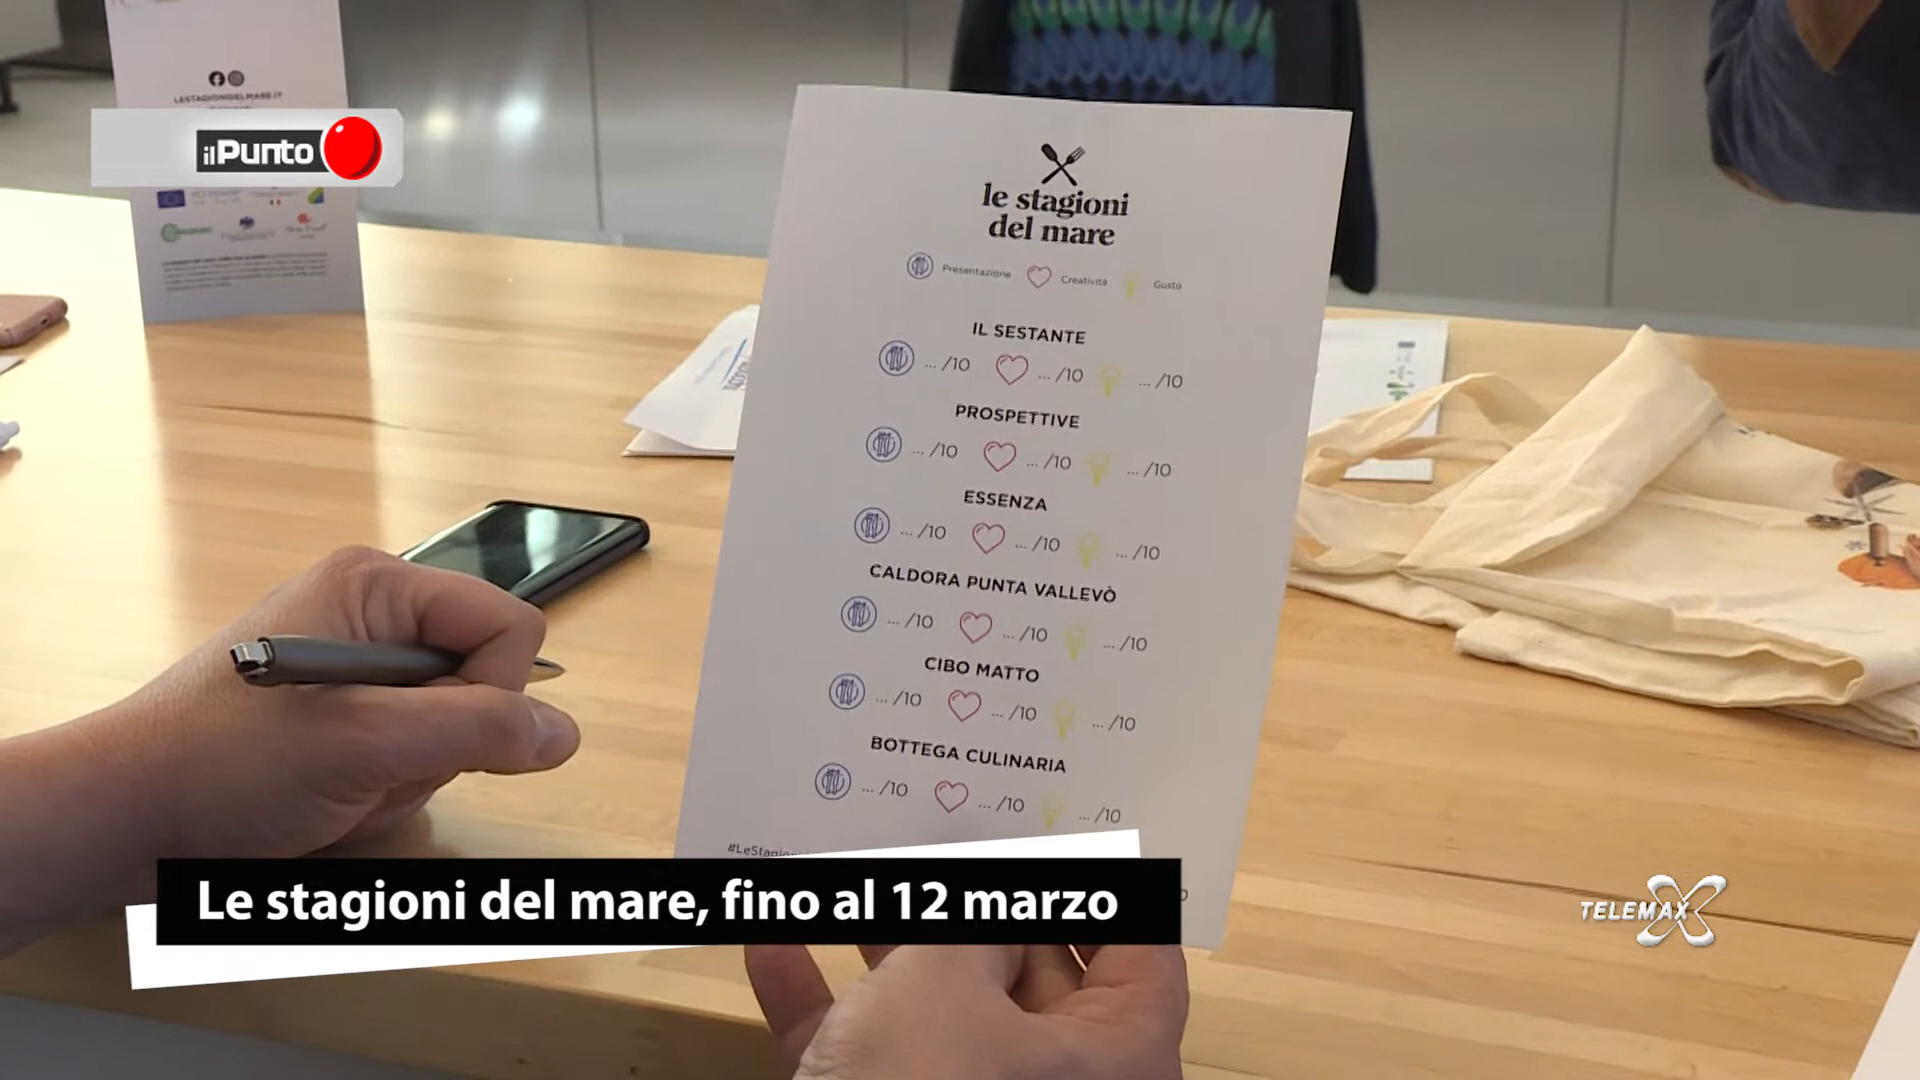 LESTAGIONIDELMARE.IT
ilPunto
le stagioni
del mare
Presentazione Creatività Gusto
IL SESTANTE
... /10 ... /10 ... /10
PROSPETTIVE
... /10 ... /10 ... /10
ESSENZA
... /10 ... /10 ... /10
CALDORA PUNTA VALLEVÒ
... /10 ... /10 ... /10
CIBO MATTO
... /10 ... /10 ... /10
BOTTEGA CULINARIA
... /10 ... /10 ... /10
Le stagioni del mare, fino al 12 marzo
TELEMAX